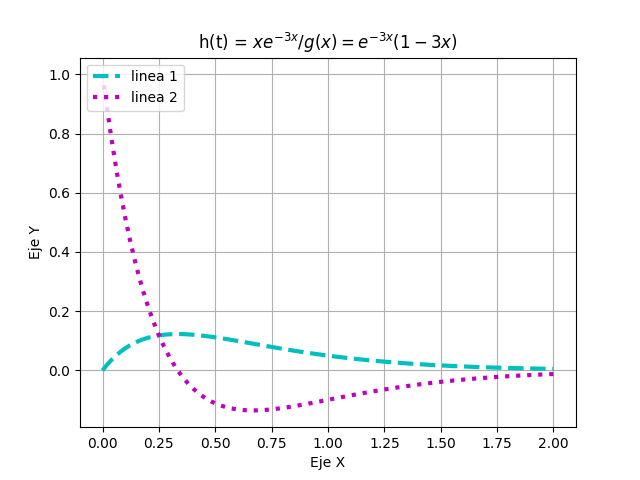 h(t) = xe^{-3x}/g(x) = e^{-3x}(1 − 3x)
linea 1
linea 2
1.0
0.8
0.6
0.4
0.2
0.0
Eje Y
0.00 0.25 0.50 0.75 1.00 1.25 1.50 1.75 2.00
Eje X